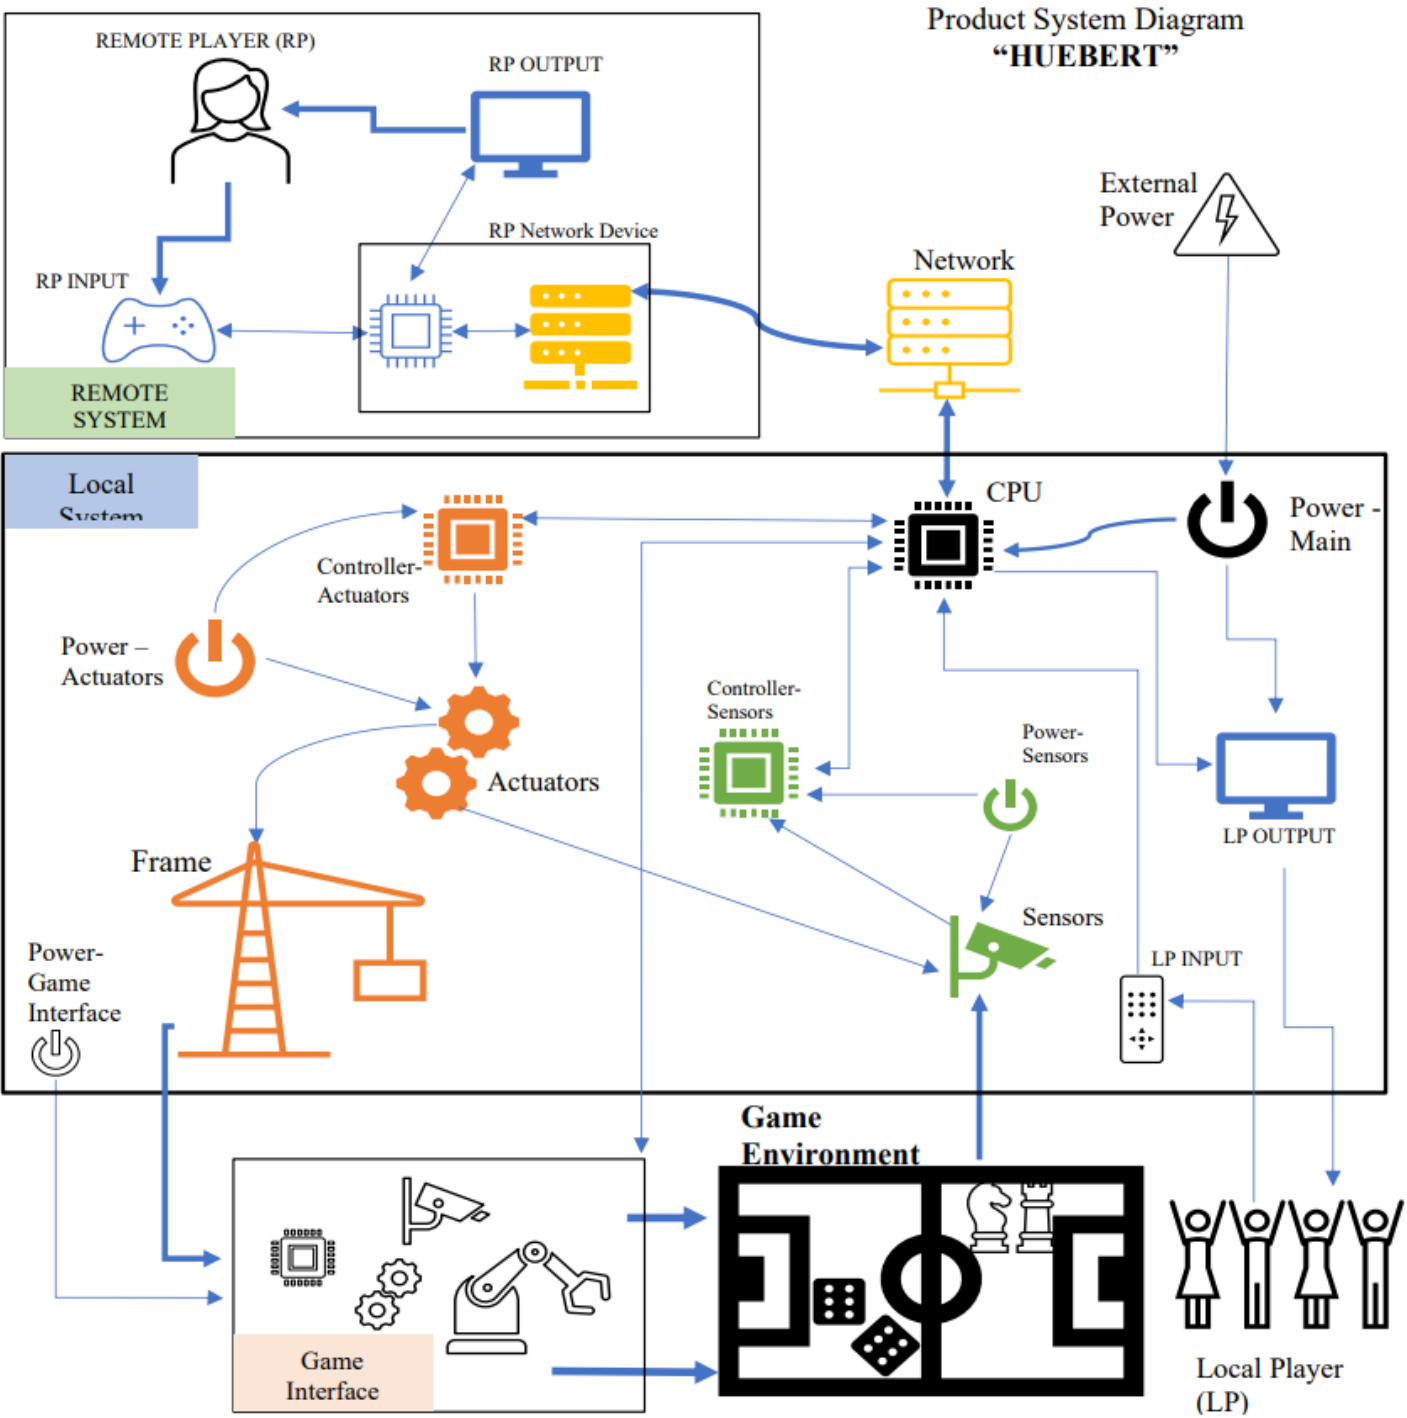 Product System Diagram
“HUEBERT”
REMOTE PLAYER (RP)
RP OUTPUT
External
Power
RP Network Device
Network
RP INPUT
REMOTE
SYSTEM
Local
System
CPU
Power -
Main
Controller-
Actuators
Power –
Actuators
Controller-
Sensors
Power-
Sensors
Actuators
LP OUTPUT
Frame
Sensors
Power-
Game
Interface
LP INPUT
Game
Environment
Game
Interface
Local Player
(LP)